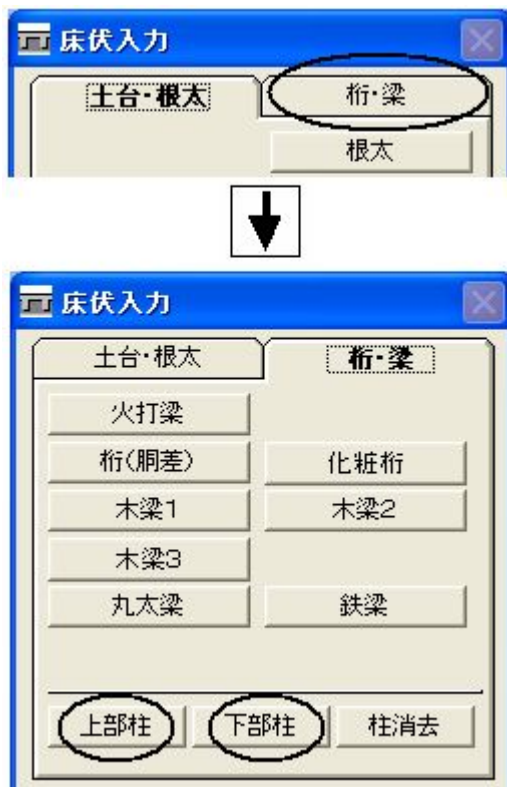 床伏入力
土台・根太 桁・梁
根太
床伏入力
土台・根太 桁・梁
火打梁
桁(胴差) 化粧桁
木梁1 木梁2
木梁3
丸太梁 鉄梁
上部柱 下部柱 柱消去